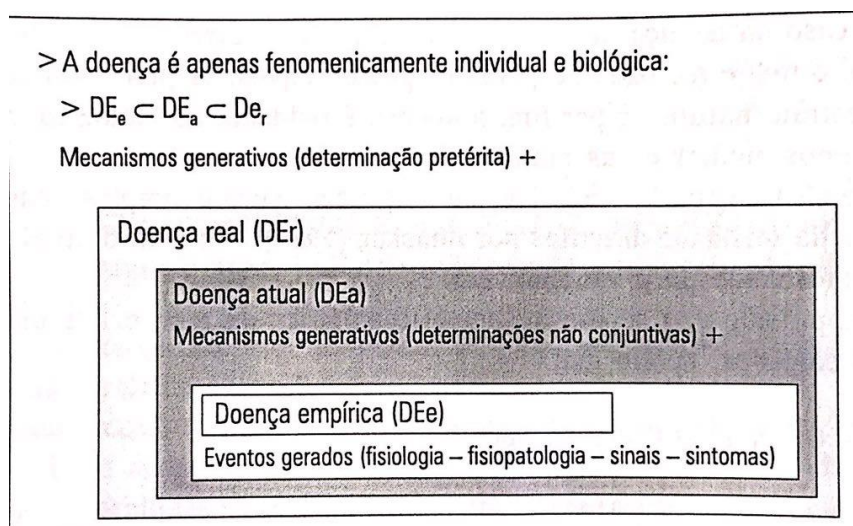 > A doença é apenas fenomenicamente individual e biológica:
> DEₑ ⊂ DEₐ ⊂ Deᵣ
Mecanismos generativos (determinação pretérita) +
Doença real (DEr)
Doença atual (DEa)
Mecanismos generativos (determinações não conjuntivas) +
Doença empírica (DEe)
Eventos gerados (fisiologia – fisiopatologia – sinais – sintomas)